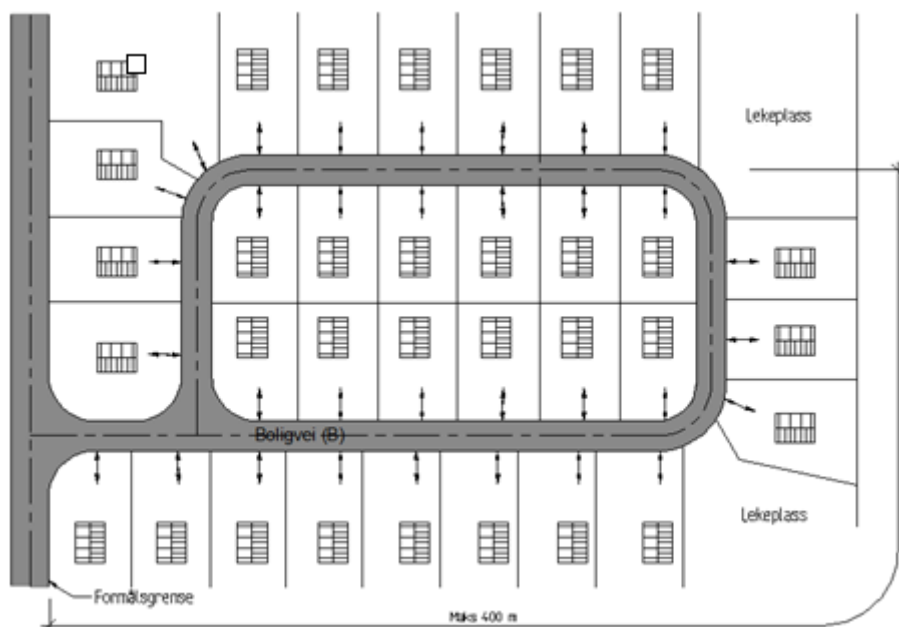 Lekeplass
Boligvei (B)
Lekeplass
Formålsgrense
Maks 400 m